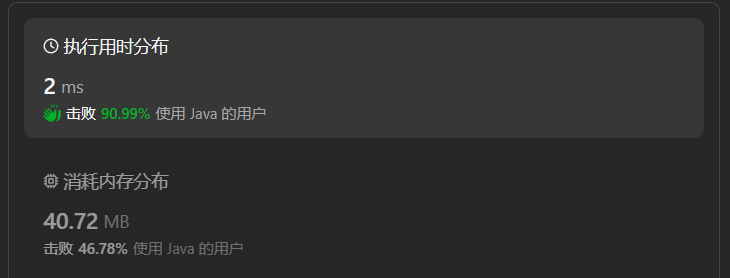 执行用时分布
2 ms
击败 90.99% 使用 Java 的用户
消耗内存分布
40.72 MB
击败 46.78% 使用 Java 的用户